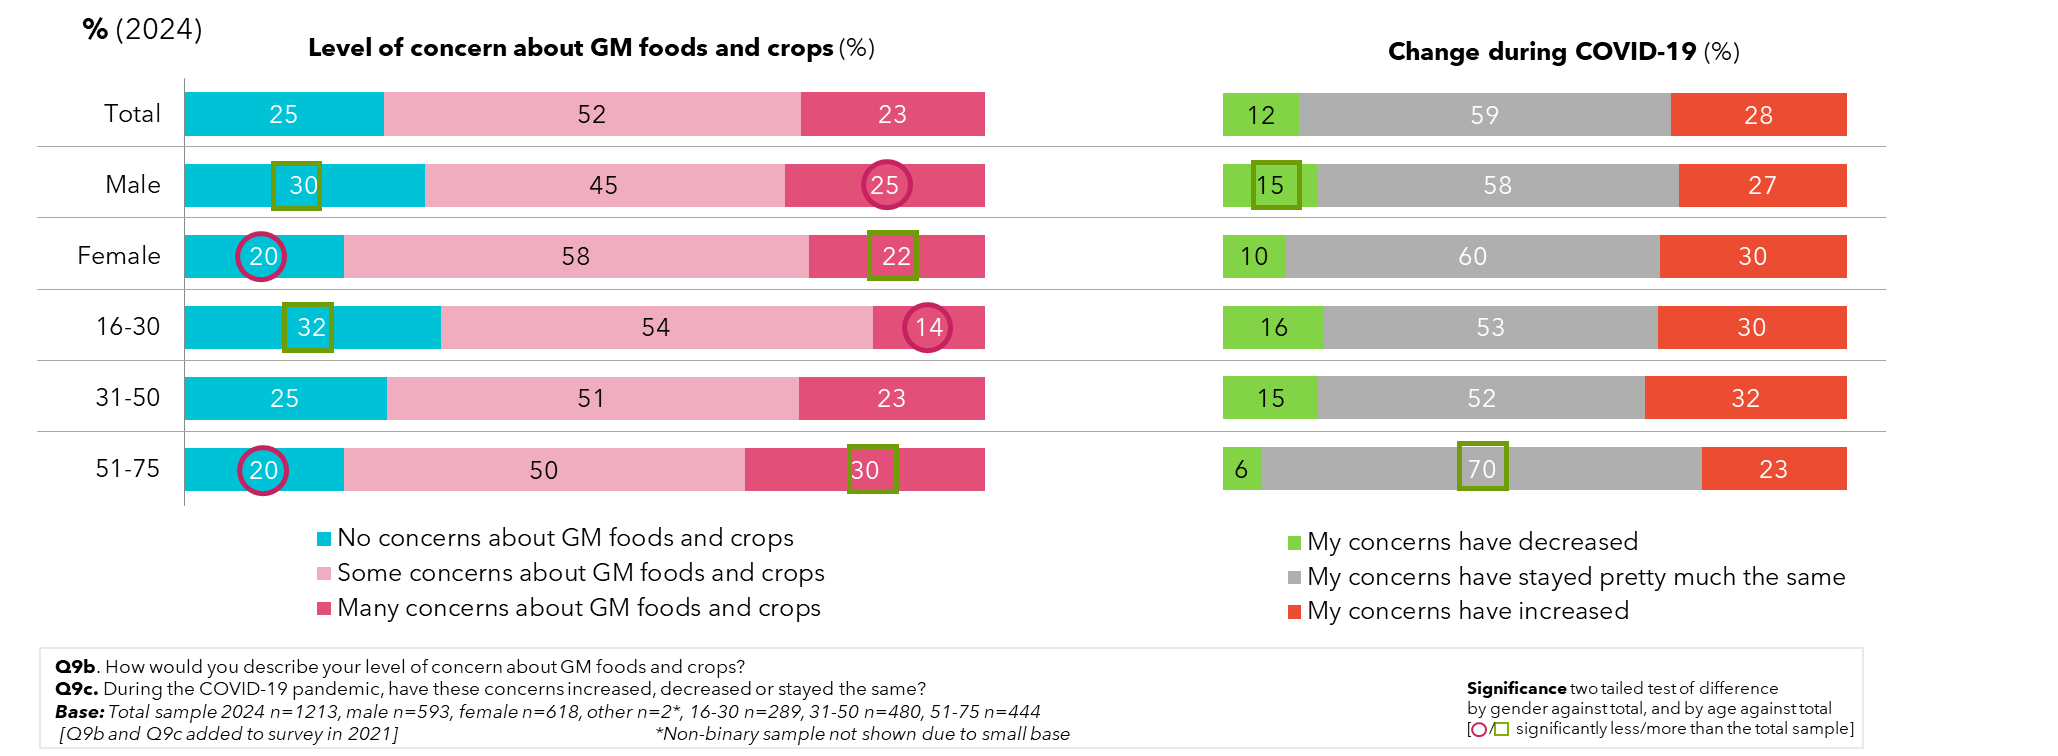 % (2024)
Level of concern about GM foods and crops (%)
Change during COVID-19 (%)
Total 25 52 23 12 59 28
Male 30 45 25 15 58 27
Female 20 58 22 10 60 30
16-30 32 54 14 16 53 30
31-50 25 51 23 15 52 32
51-75 20 50 30 6 70 23
No concerns about GM foods and crops
Some concerns about GM foods and crops
Many concerns about GM foods and crops
My concerns have decreased
My concerns have stayed pretty much the same
My concerns have increased
Q9b. How would you describe your level of concern about GM foods and crops?
Q9c. During the COVID-19 pandemic, have these concerns increased, decreased or stayed the same?
Base: Total sample 2024 n=1213, male n=593, female n=618, other n=2*, 16-30 n=289, 31-50 n=480, 51-75 n=444
[Q9b and Q9c added to survey in 2021] *Non-binary sample not shown due to small base
Significance two tailed test of difference
by gender against total, and by age against total
[○/□ significantly less/more than the total sample]